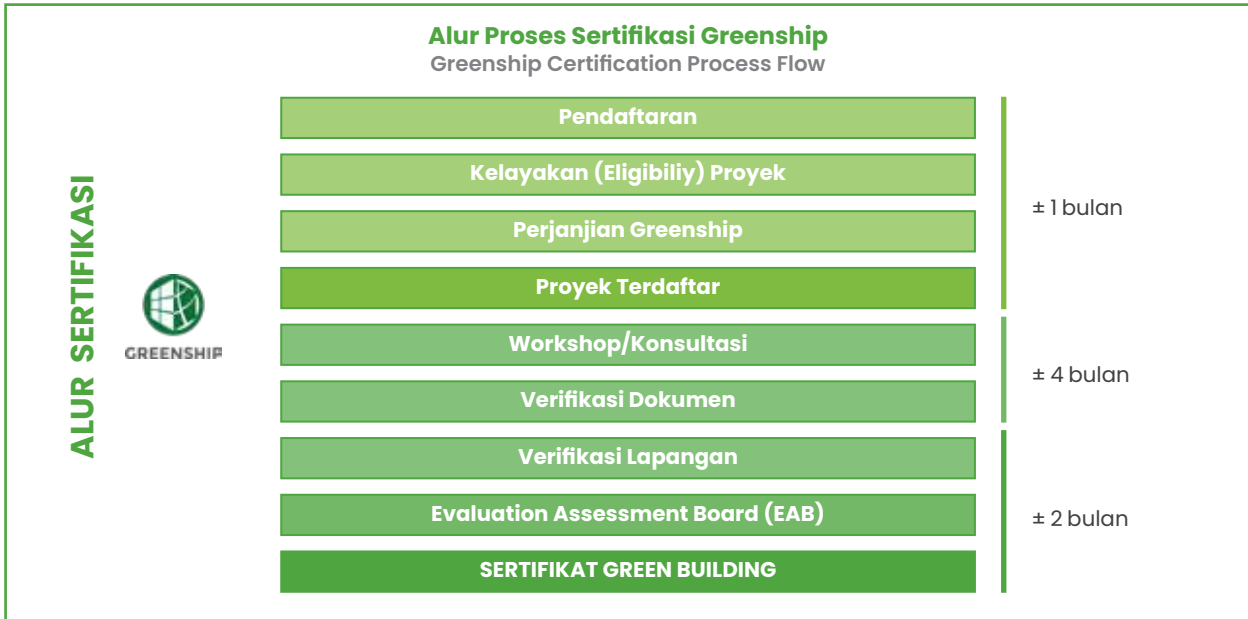 Alur Proses Sertifikasi Greenship
Greenship Certification Process Flow
ALUR SERTIFIKASI
GREENSHIP
Pendaftaran
Kelayakan (Eligibiliy) Proyek
Perjanjian Greenship
Proyek Terdaftar
± 1 bulan
Workshop/Konsultasi
Verifikasi Dokumen
± 4 bulan
Verifikasi Lapangan
Evaluation Assessment Board (EAB)
SERTIFIKAT GREEN BUILDING
± 2 bulan